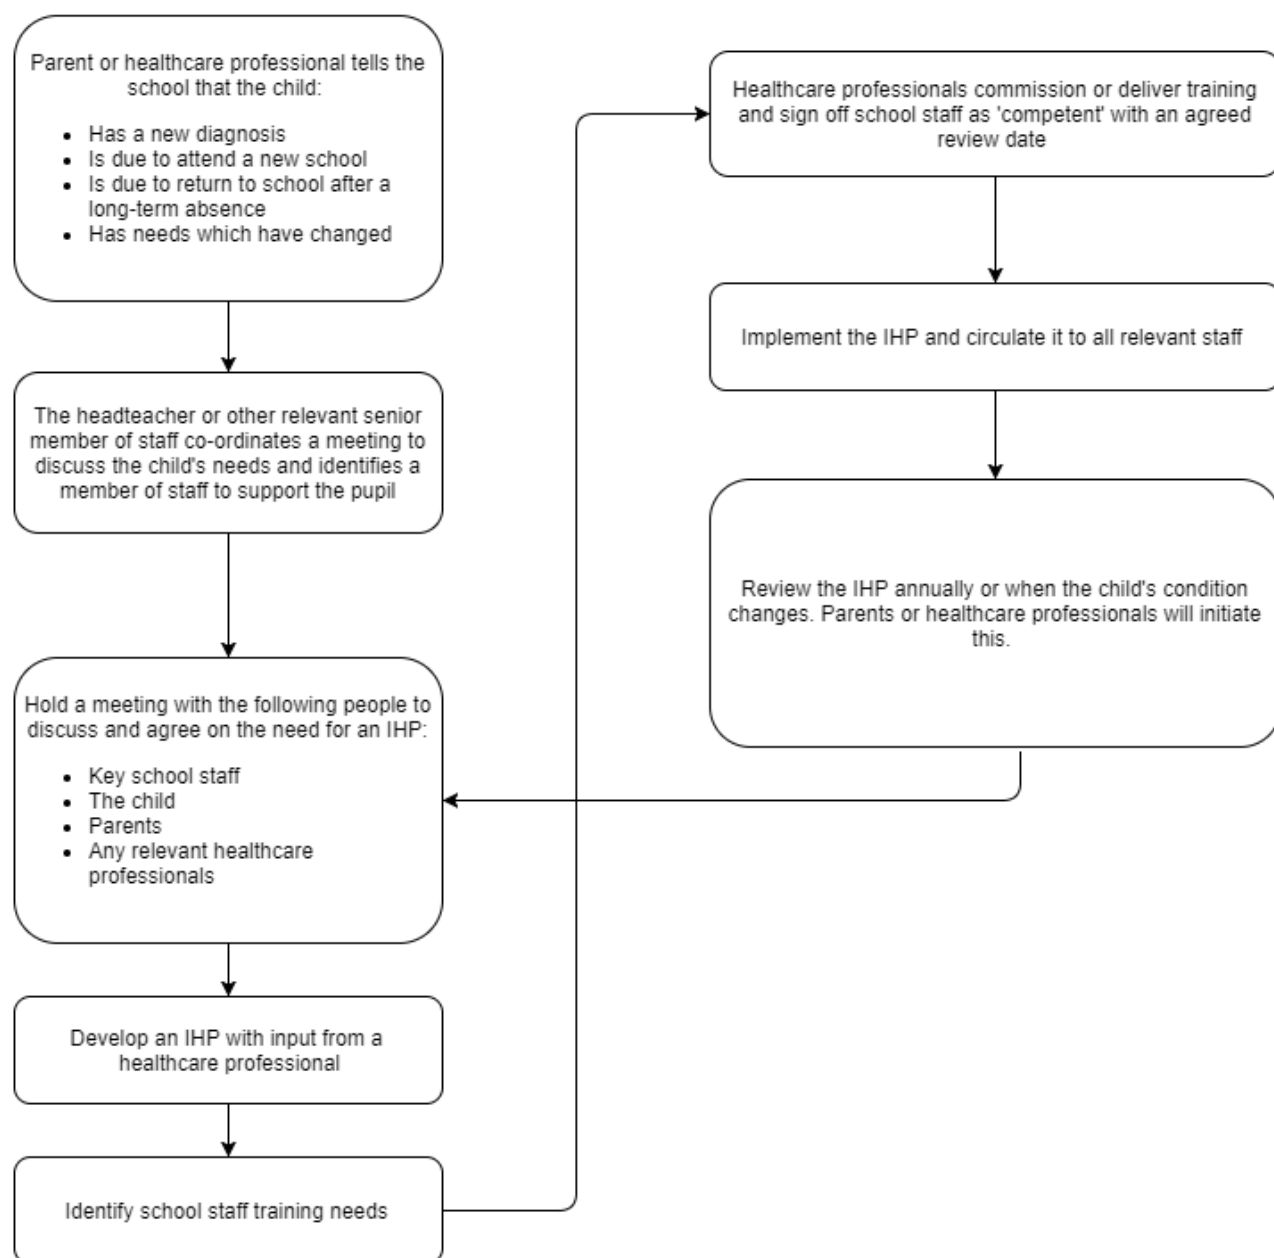 Parent or healthcare professional tells the
school that the child:
• Has a new diagnosis
• Is due to attend a new school
• Is due to return to school after a
long-term absence
• Has needs which have changed
The headteacher or other relevant senior
member of staff co-ordinates a meeting to
discuss the child's needs and identifies a
member of staff to support the pupil
Hold a meeting with the following people to
discuss and agree on the need for an IHP:
• Key school staff
• The child
• Parents
• Any relevant healthcare
professionals
Develop an IHP with input from a
healthcare professional
Identify school staff training needs
Healthcare professionals commission or deliver training
and sign off school staff as 'competent' with an agreed
review date
Implement the IHP and circulate it to all relevant staff
Review the IHP annually or when the child's condition
changes. Parents or healthcare professionals will initiate
this.